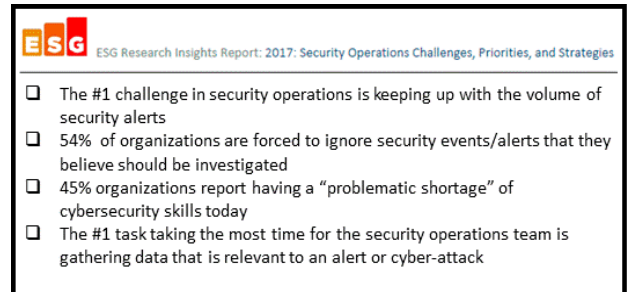 ESG ESG Research Insights Report: 2017: Security Operations Challenges, Priorities, and Strategies
❑ The #1 challenge in security operations is keeping up with the volume of
security alerts
❑ 54% of organizations are forced to ignore security events/alerts that they
believe should be investigated
❑ 45% organizations report having a “problematic shortage” of
cybersecurity skills today
❑ The #1 task taking the most time for the security operations team is
gathering data that is relevant to an alert or cyber-attack